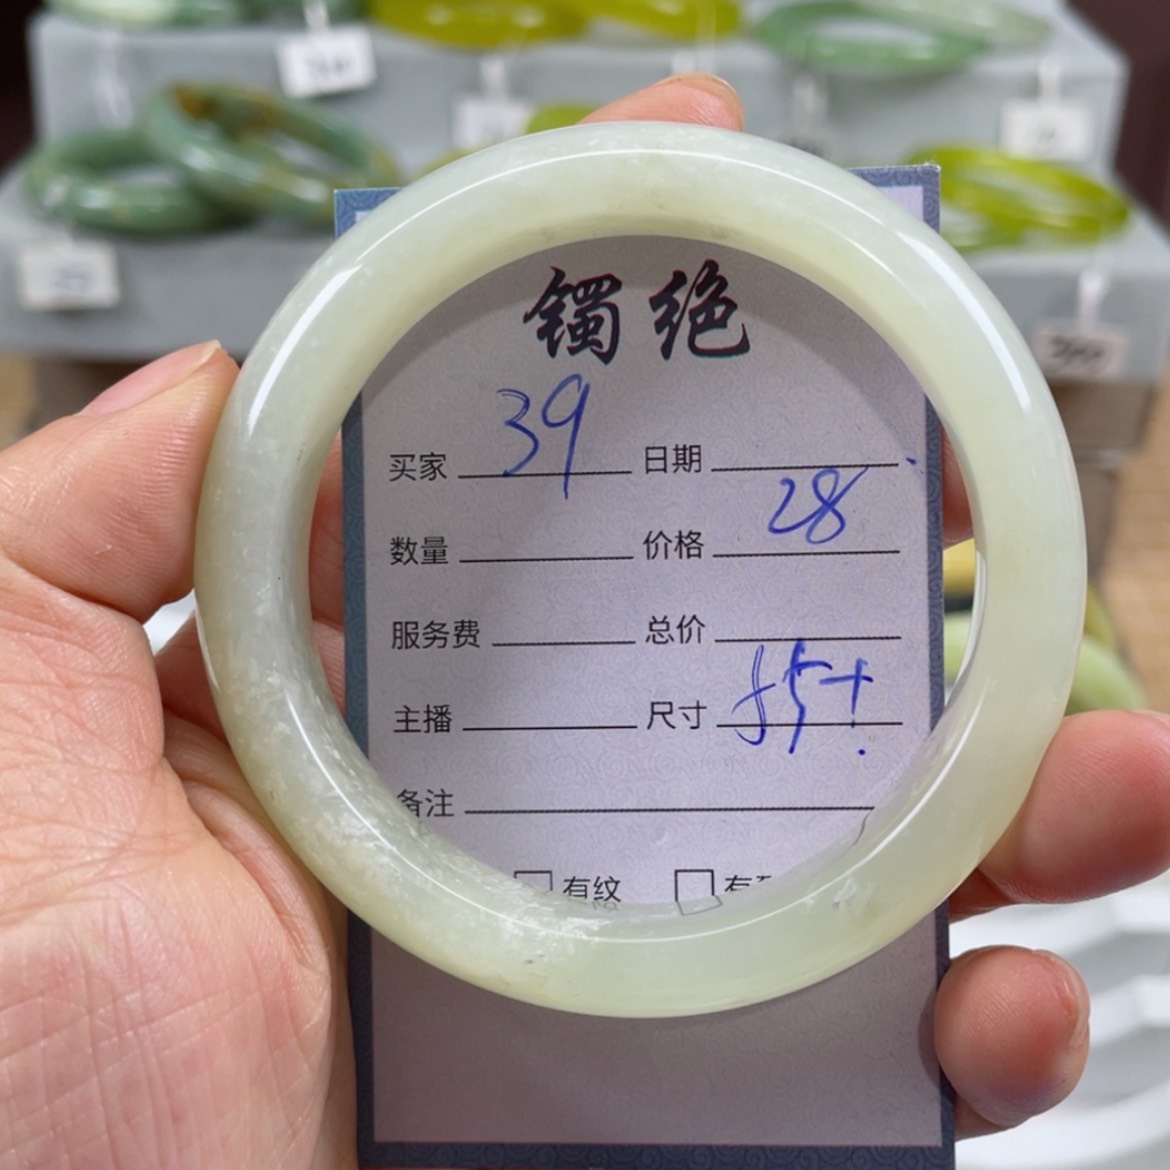 镯绝
买家 39 日期
数量 价格 28
服务费 总价
主播 尺寸 55+
备注
有纹